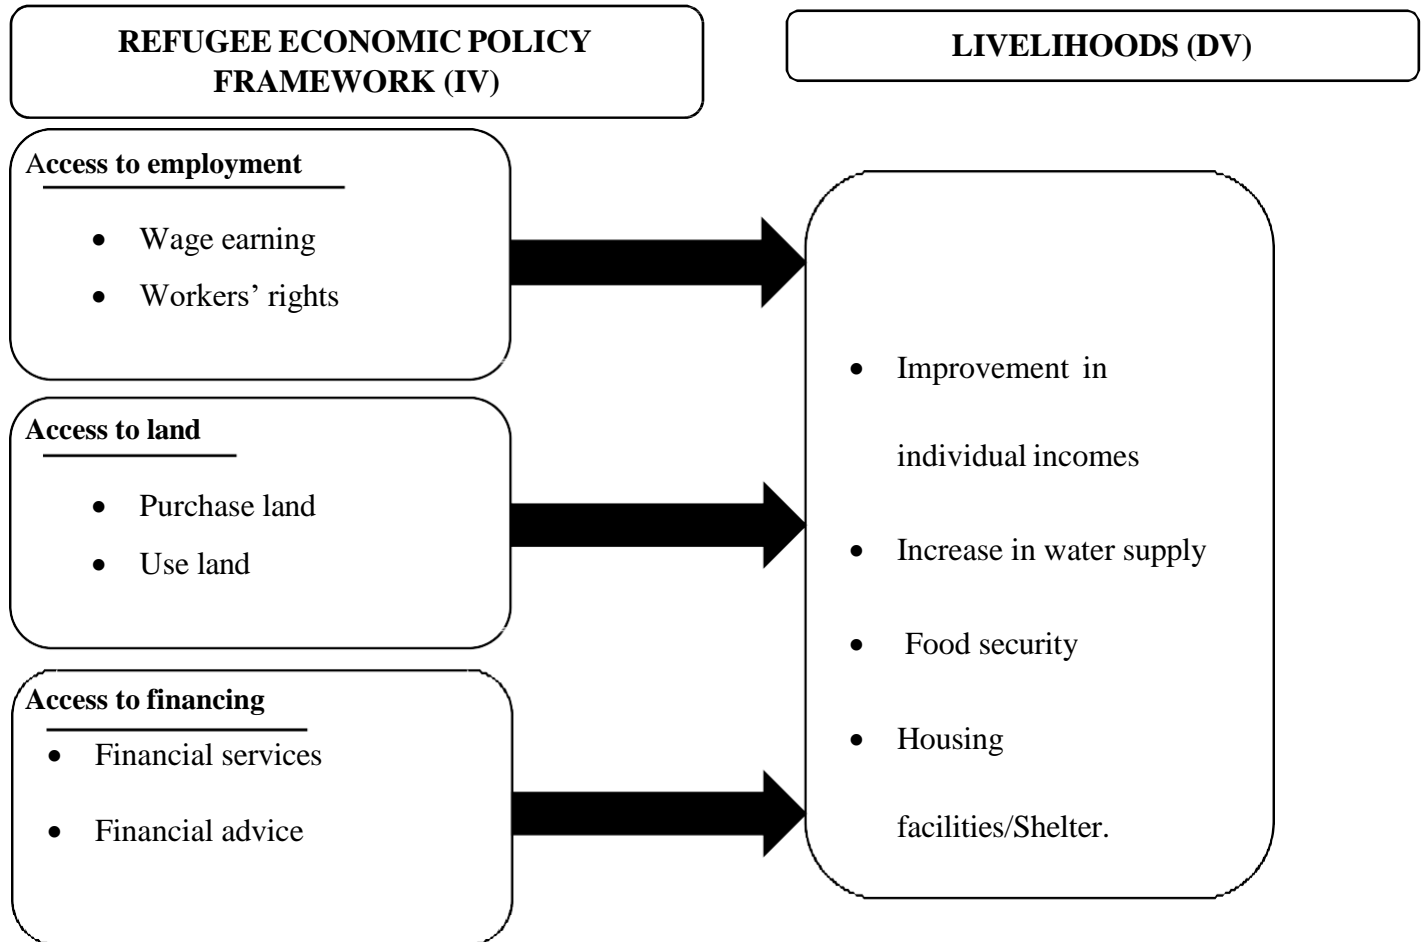 REFUGEE ECONOMIC POLICY
FRAMEWORK (IV)
LIVELIHOODS (DV)
Access to employment
• Wage earning
• Workers’ rights
Access to land
• Purchase land
• Use land
Access to financing
• Financial services
• Financial advice
• Improvement in
individual incomes
• Increase in water supply
• Food security
• Housing
facilities/Shelter.